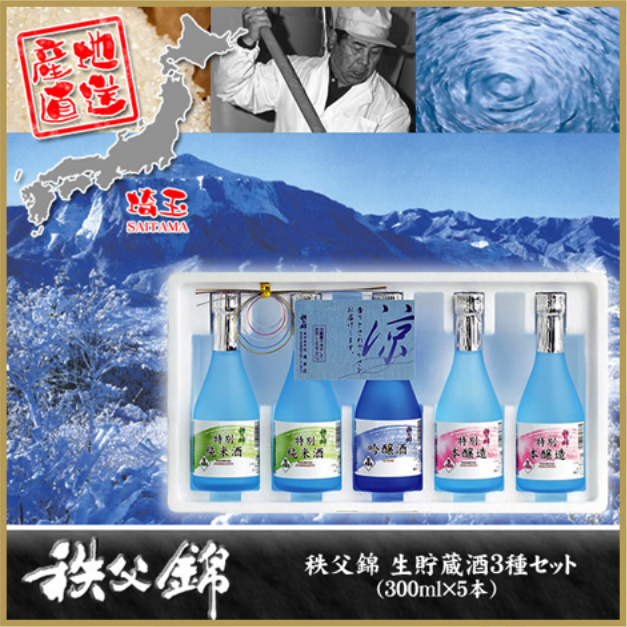 産地
直送
埼玉
SAITAMA
涼
特別
純米酒
特別
純米酒
吟醸酒
特別
本醸造
特別
本醸造
秩父錦
秩父錦 生貯蔵酒3種セット
(300ml×5本)